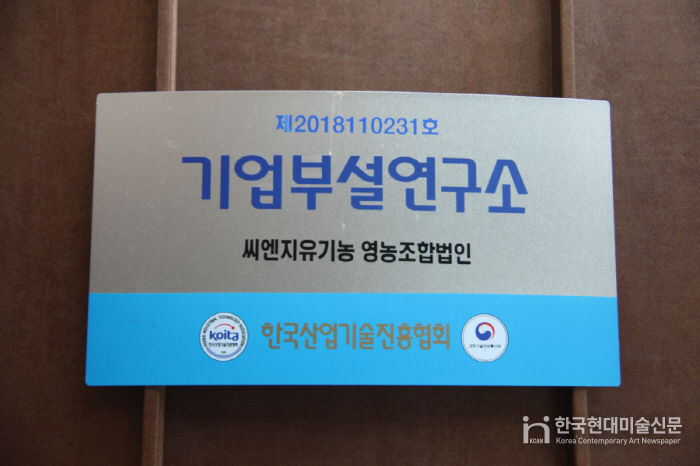 제2018110231호
기업부설연구소
씨엔지유기농 영농조합법인
koita
한국산업기술진흥협회
한국현대미술신문
KCAN
Korea Contemporary Art Newspaper